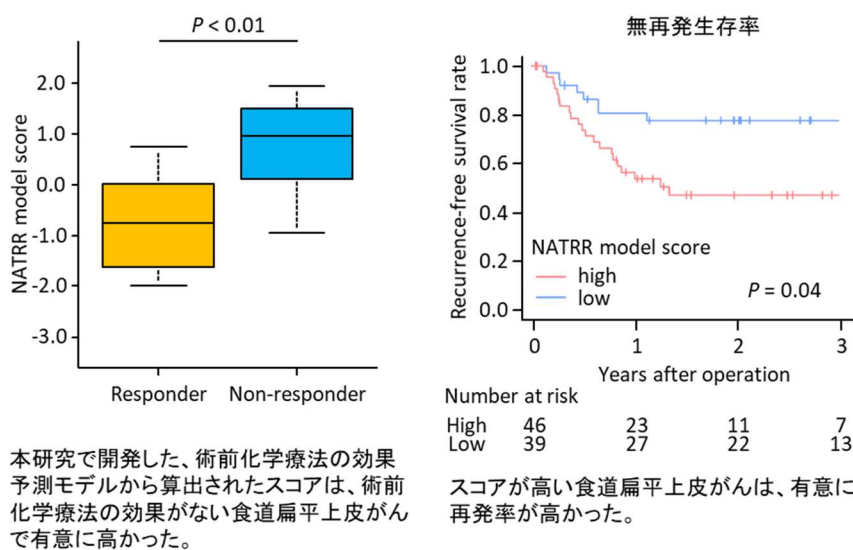 P < 0.01
NATRR model score
2.0
1.0
0.0
-1.0
-2.0
-3.0
Responder Non-responder
本研究で開発した、術前化学療法の効果
予測モデルから算出されたスコアは、術前
化学療法の効果がない食道扁平上皮がん
で有意に高かった。
無再発生存率
Recurrence-free survival rate
1.0
0.8
0.6
0.4
0.2
0.0
NATRR model score
high
low
P = 0.04
0 1 2 3
Years after operation
Number at risk
High 46 23 11 7
Low 39 27 22 13
スコアが高い食道扁平上皮がんは、有意に
再発率が高かった。